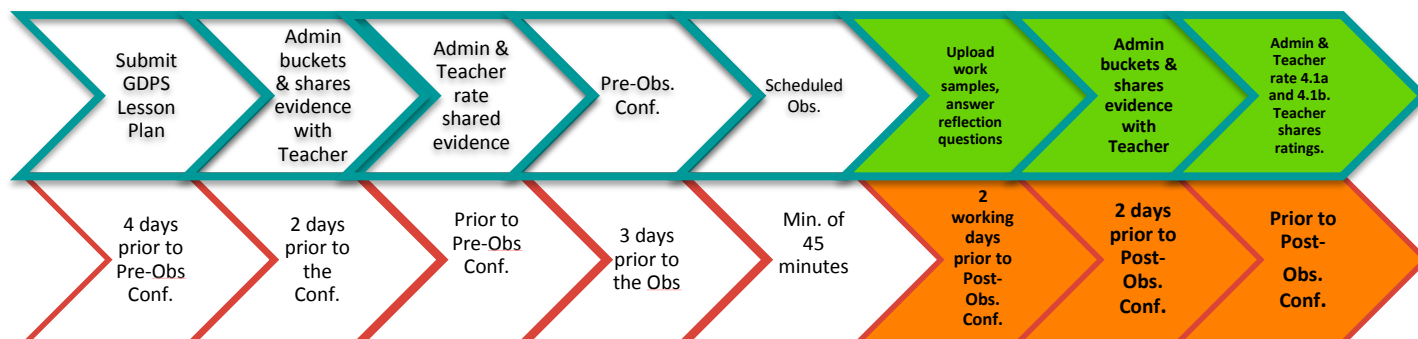 Submit
GDPS
Lesson
Plan
Admin
buckets
& shares
evidence
with
Teacher
Admin &
Teacher
rate
shared
evidence
Pre-Obs.
Conf.
Scheduled
Obs.
Upload
work
samples,
answer
reflection
questions
Admin
buckets &
shares
evidence
with
Teacher
Admin &
Teacher
rate 4.1a
and 4.1b.
Teacher
shares
ratings.
4 days
prior to
Pre-Obs
Conf.
2 days
prior to
the
Conf.
Prior to
Pre-Obs
Conf.
3 days
prior to
the Obs
Min. of
45
minutes
2
working
days
prior to
Post-
Obs.
Conf.
2 days
prior to
Post-
Obs.
Conf.
Prior to
Post-
Obs.
Conf.